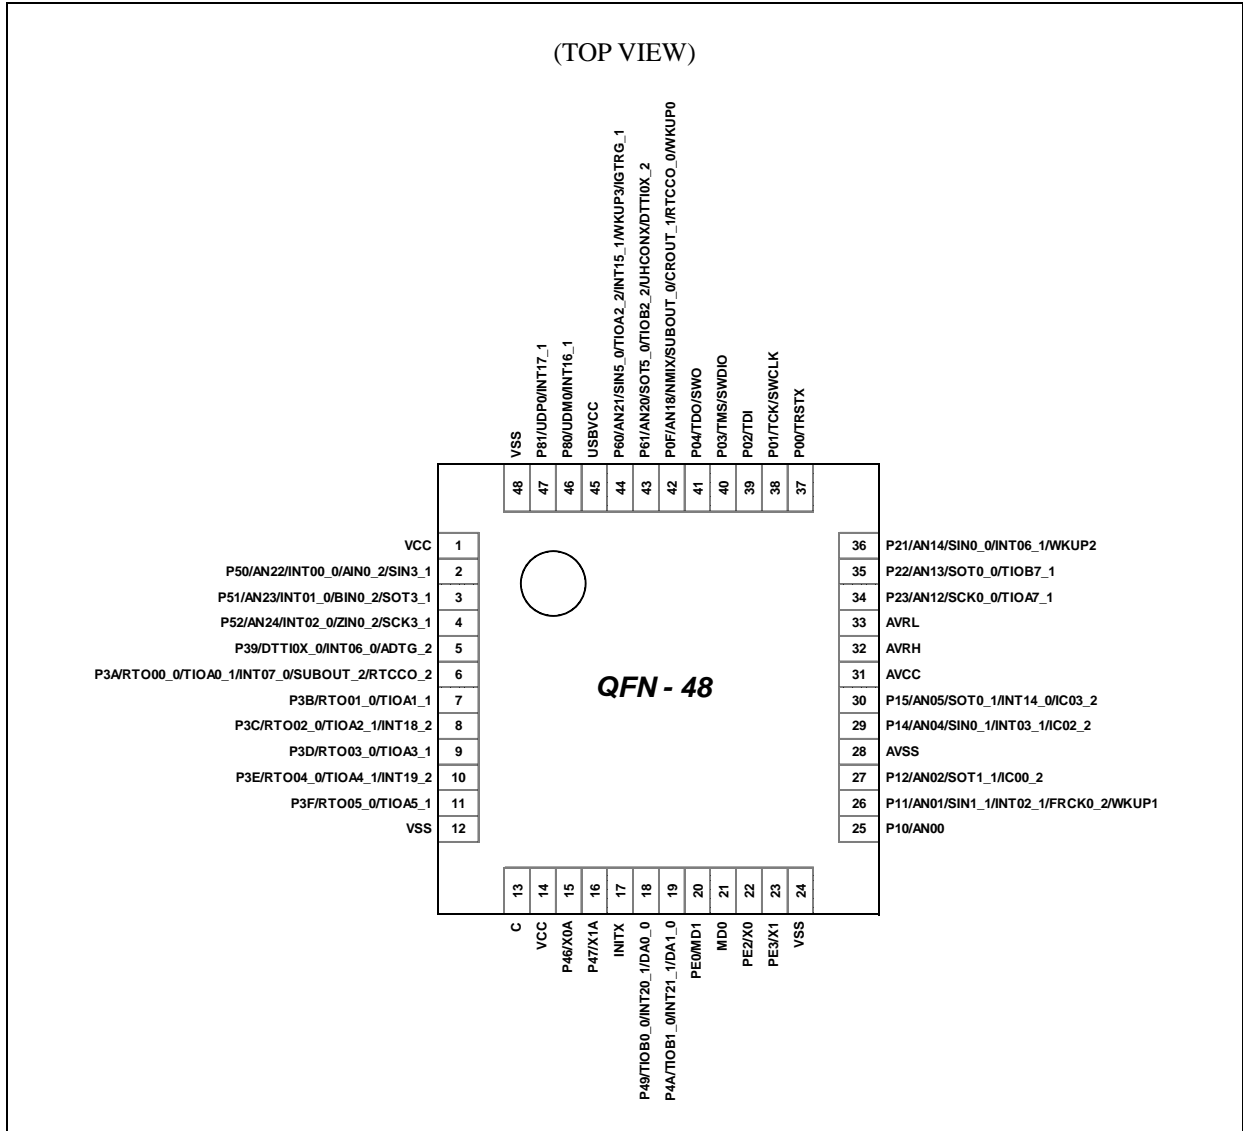 (TOP VIEW)
VSS
P81/UDP0/INT17_1
P80/UDM0/INT16_1
USBVCC
P60/AN21/SIN5_0/TIOA2_2/INT15_1/WKUP3/IGTRG_1
P61/AN20/SOT5_0/TIOB2_2/UHCONX/DTTI0X_2
P0F/AN18/NMIX/SUBOUT_0/CROUT_1/RTCCO_0/WKUP0
P04/TDO/SWO
P03/TMS/SWDIO
P02/TDI
P01/TCK/SWCLK
P00/TRSTX
48 47 46 45 44 43 42 41 40 39 38 37
VCC 1
P50/AN22/INT00_0/AIN0_2/SIN3_1 2
P51/AN23/INT01_0/BIN0_2/SOT3_1 3
P52/AN24/INT02_0/ZIN0_2/SCK3_1 4
P39/DTTI0X_0/INT06_0/ADTG_2 5
P3A/RTO00_0/TIOA0_1/INT07_0/SUBOUT_2/RTCCO_2 6
P3B/RTO01_0/TIOA1_1 7
P3C/RTO02_0/TIOA2_1/INT18_2 8
P3D/RTO03_0/TIOA3_1 9
P3E/RTO04_0/TIOA4_1/INT19_2 10
P3F/RTO05_0/TIOA5_1 11
VSS 12
QFN - 48
36 P21/AN14/SIN0_0/INT06_1/WKUP2
35 P22/AN13/SOT0_0/TIOB7_1
34 P23/AN12/SCK0_0/TIOA7_1
33 AVRL
32 AVRH
31 AVCC
30 P15/AN05/SOT0_1/INT14_0/IC03_2
29 P14/AN04/SIN0_1/INT03_1/IC02_2
28 AVSS
27 P12/AN02/SOT1_1/IC00_2
26 P11/AN01/SIN1_1/INT02_1/FRCK0_2/WKUP1
25 P10/AN00
13 14 15 16 17 18 19 20 21 22 23 24
C
VCC
P46/X0A
P47/X1A
INITX
P49/TIOB0_0/INT20_1/DA0_0
P4A/TIOB1_0/INT21_1/DA1_0
PE0/MD1
MD0
PE2/X0
PE3/X1
VSS